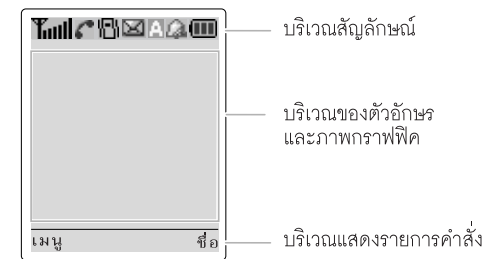 บริเวณสัญลักษณ์
บริเวณของตัวอักษร
และภาพกราฟฟิค
เมนู ชื่อ
บริเวณแสดงรายการคำสั่ง